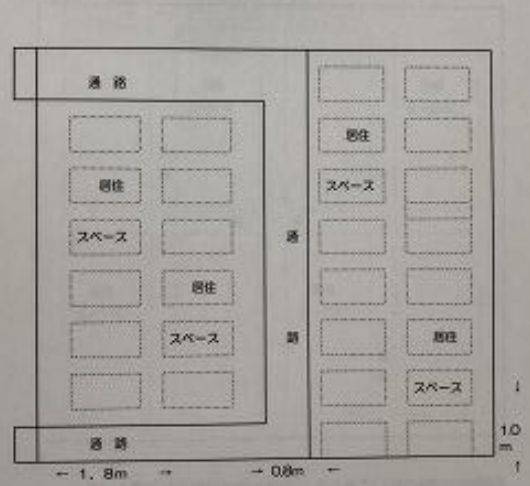 通 路
居住
スペース
居住
スペース
通 路
通
路
居住
スペース
居住
スペース
← 1.8m →
→ 0.8m ←
↓
1.0
m
↑